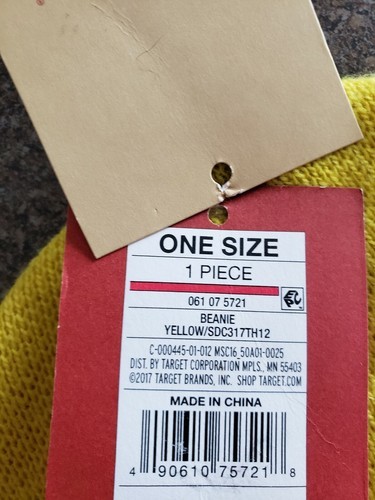 ONE SIZE
1 PIECE
061 07 5721
BEANIE
YELLOW/SDC317TH12
C-000445-01-012 MSC16_50A01-0025
DIST. BY TARGET CORPORATION MPLS., MN 55403
©2017 TARGET BRANDS, INC. SHOP TARGET.COM
MADE IN CHINA
4 90610 75721 8